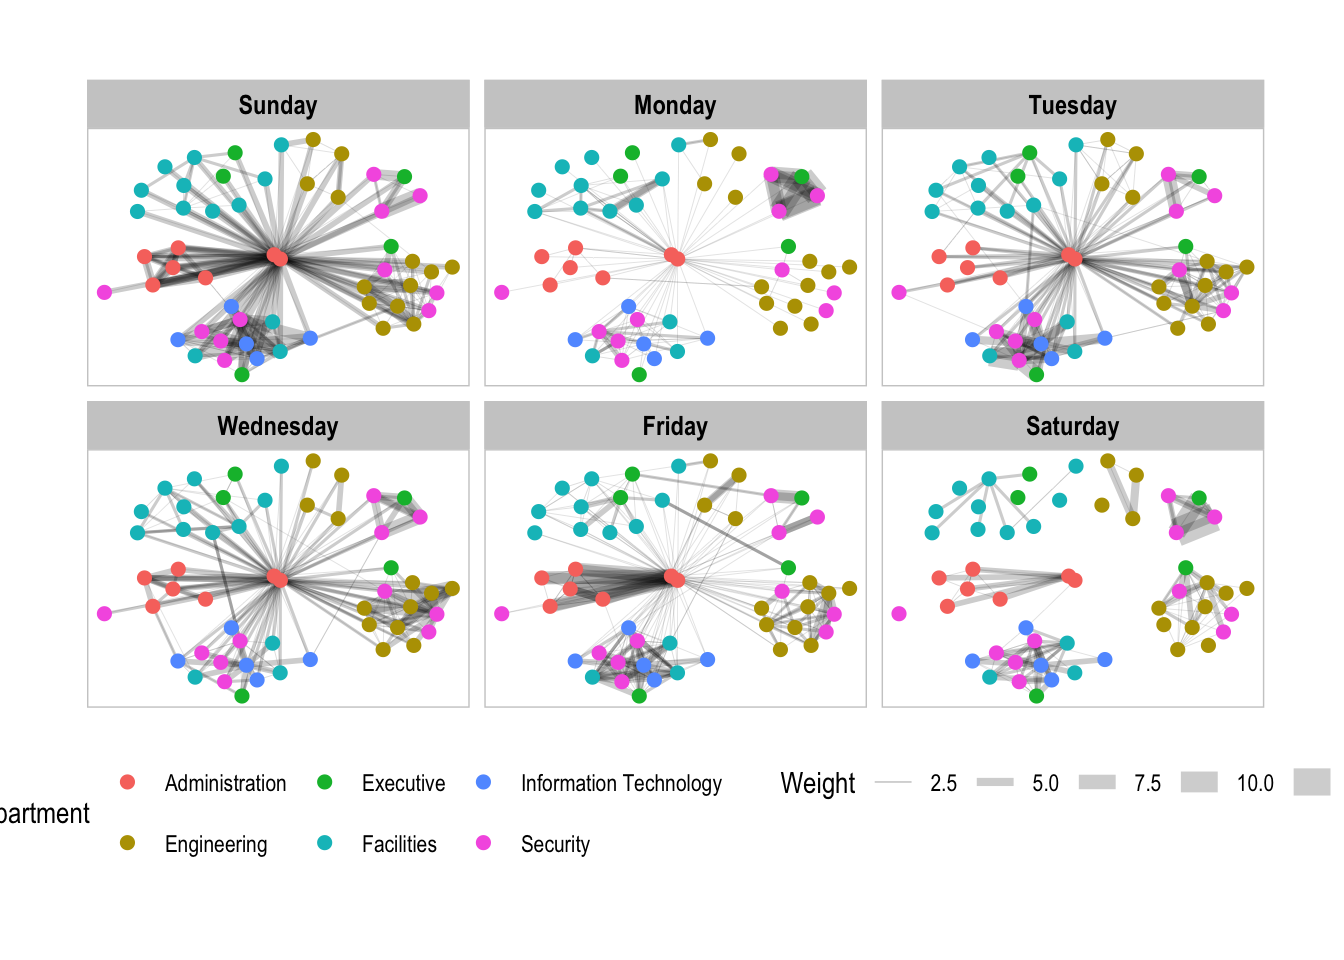 Sunday Monday Tuesday
Wednesday Friday Saturday
Administration Executive Information Technology Weight 2.5 5.0 7.5 10.0
partment
Engineering Facilities Security